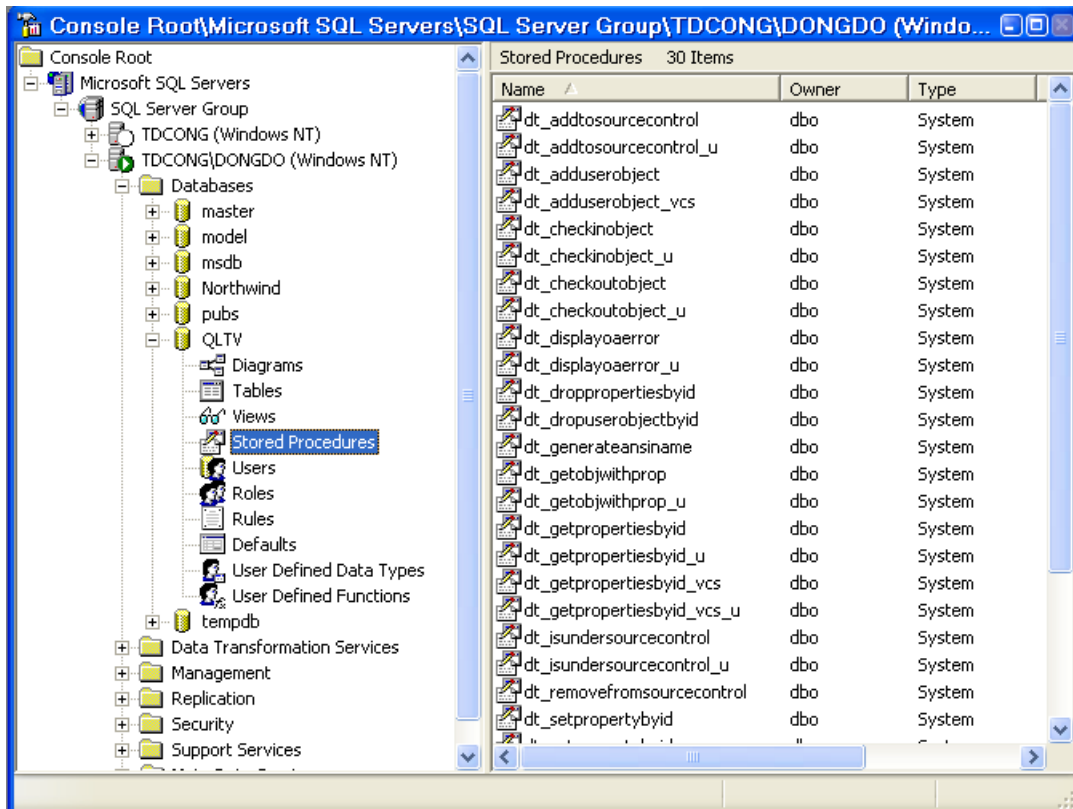 Console Root\Microsoft SQL Servers\SQL Server Group\TDCONG\DONGDO (Windo...
Console Root
Microsoft SQL Servers
SQL Server Group
TDCONG (Windows NT)
TDCONG\DONGDO (Windows NT)
Databases
master
model
msdb
Northwind
pubs
QLTV
Diagrams
Tables
Views
Stored Procedures
Users
Roles
Rules
Defaults
User Defined Data Types
User Defined Functions
tempdb
Data Transformation Services
Management
Replication
Security
Support Services
Stored Procedures 30 Items
Name Owner Type
dt_addtosourcecontrol dbo System
dt_addtosourcecontrol_u dbo System
dt_adduserobject dbo System
dt_adduserobject_vcs dbo System
dt_checkinobject dbo System
dt_checkinobject_u dbo System
dt_checkoutobject dbo System
dt_checkoutobject_u dbo System
dt_displayoaerror dbo System
dt_displayoaerror_u dbo System
dt_droppropertiesbyid dbo System
dt_dropuserobjectbyid dbo System
dt_generateansiname dbo System
dt_getobjwithprop dbo System
dt_getobjwithprop_u dbo System
dt_getpropertiesbyid dbo System
dt_getpropertiesbyid_u dbo System
dt_getpropertiesbyid_vcs dbo System
dt_getpropertiesbyid_vcs_u dbo System
dt_isundersourcecontrol dbo System
dt_isundersourcecontrol_u dbo System
dt_removefromsourcecontrol dbo System
dt_setpropertybyid dbo System